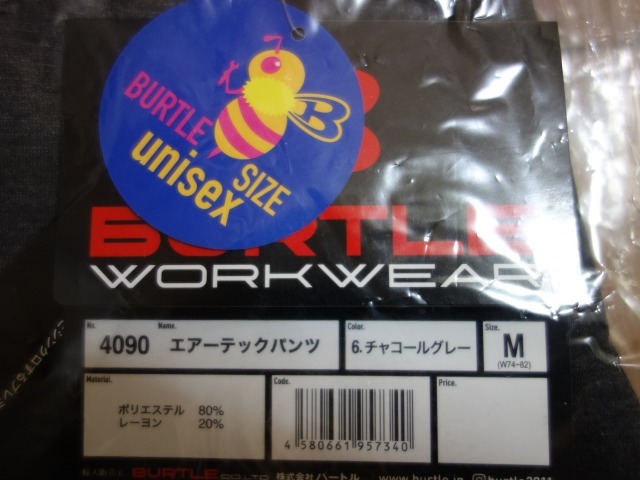 BURTLE
unisex
SIZE
B
BURTLE
WORKWEAR
No. Name. Color. Size.
4090 エアーテックパンツ 6.チャコールグレー M
(W74-82)
Material. Code. Price.
ポリエステル 80%
レーヨン 20%
4 580661 957340
BURTLE CO.LTD. 株式会社バートル www.burtle.jp burtle2011